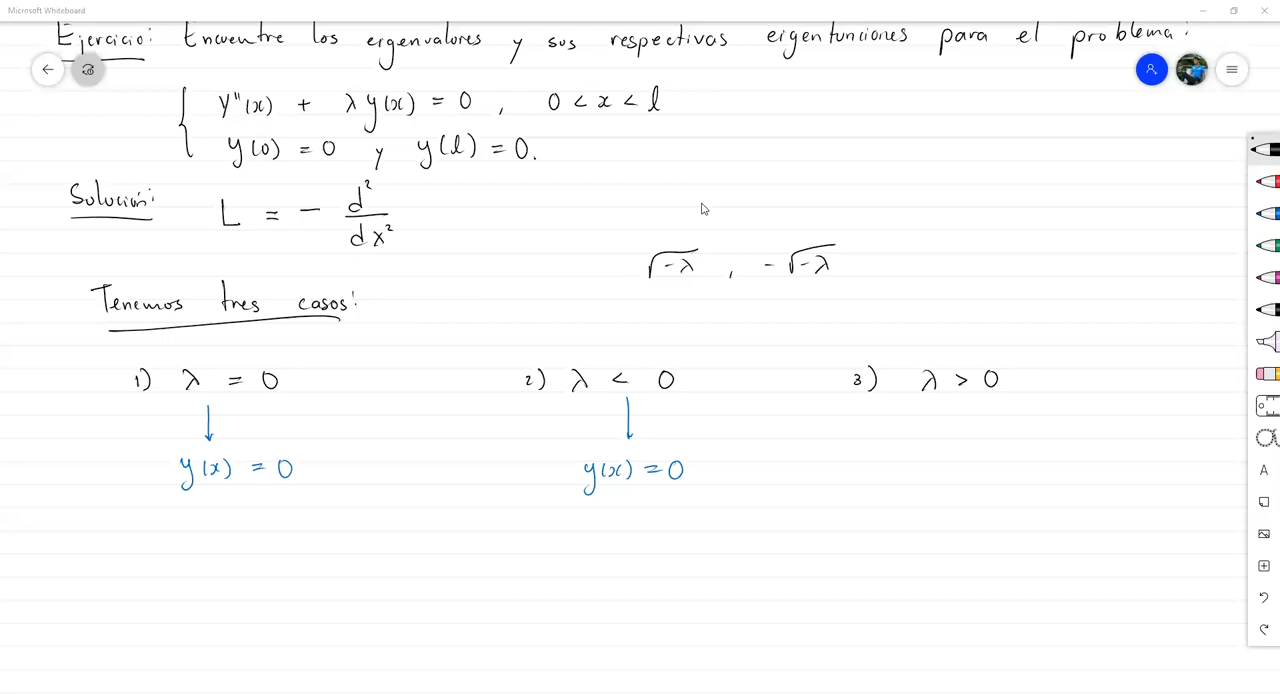 Microsoft Whiteboard
Ejercicio: Encuentre los eigenvalores y sus respectivas eigenfunciones para el problema:
y''(x) + λ y(x) = 0 , 0 < x < l
y(0) = 0 y y(l) = 0.
Solución: L = - d²/dx²
√-λ , -√-λ
Tenemos tres casos:
1) λ = 0 2) λ < 0 3) λ > 0
y(x) = 0 y(x) = 0
A